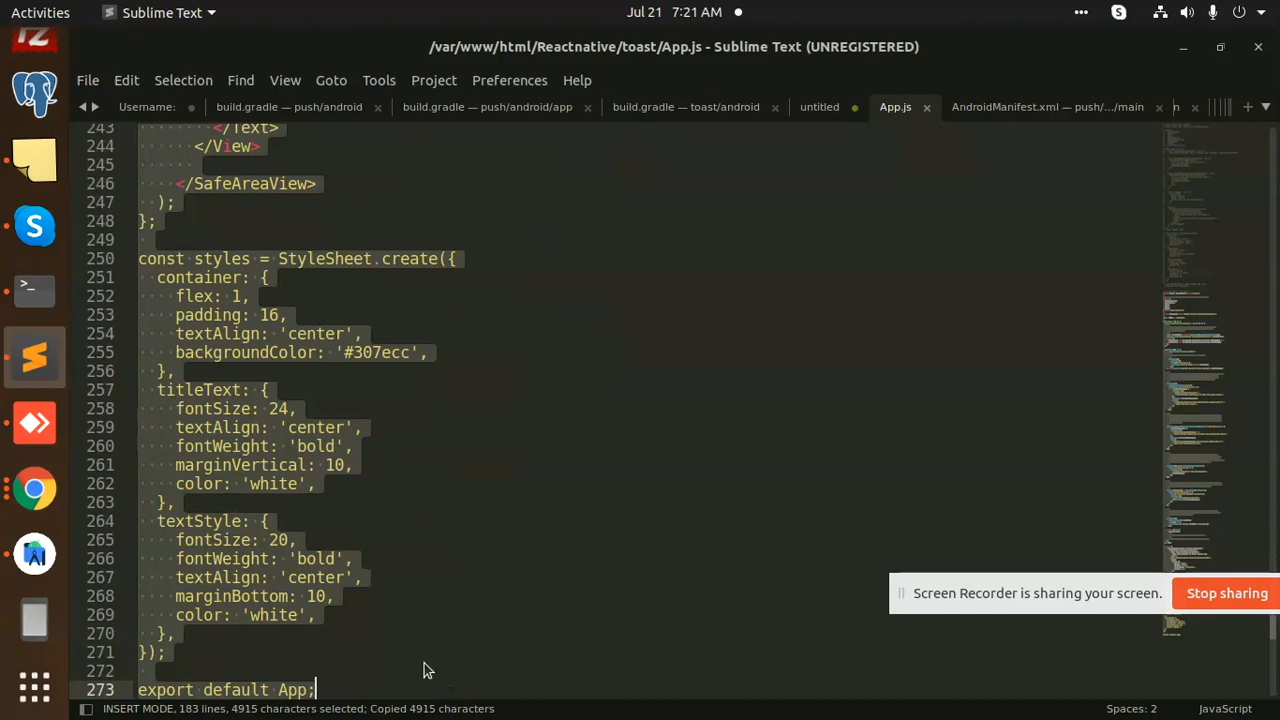 Activities
Sublime Text
Jul 21 7:21 AM
/var/www/html/Reactnative/toast/App.js - Sublime Text (UNREGISTERED)
File Edit Selection Find View Goto Tools Project Preferences Help
Username: build.gradle — push/android build.gradle — push/android/app build.gradle — toast/android untitled App.js AndroidManifest.xml — push/.../main n
243 </Text>
244 </View>
245
246 </SafeAreaView>
247 );
248 };
249
250 const styles = StyleSheet.create({
251 container: {
252 flex: 1,
253 padding: 16,
254 textAlign: 'center',
255 backgroundColor: '#307ecc',
256 },
257 titleText: {
258 fontSize: 24,
259 textAlign: 'center',
260 fontWeight: 'bold',
261 marginVertical: 10,
262 color: 'white',
263 },
264 textStyle: {
265 fontSize: 20,
266 fontWeight: 'bold',
267 textAlign: 'center',
268 marginBottom: 10,
269 color: 'white',
270 },
271 });
272
273 export default App;
Screen Recorder is sharing your screen.
Stop sharing
INSERT MODE, 183 lines, 4915 characters selected; Copied 4915 characters
Spaces: 2
JavaScript